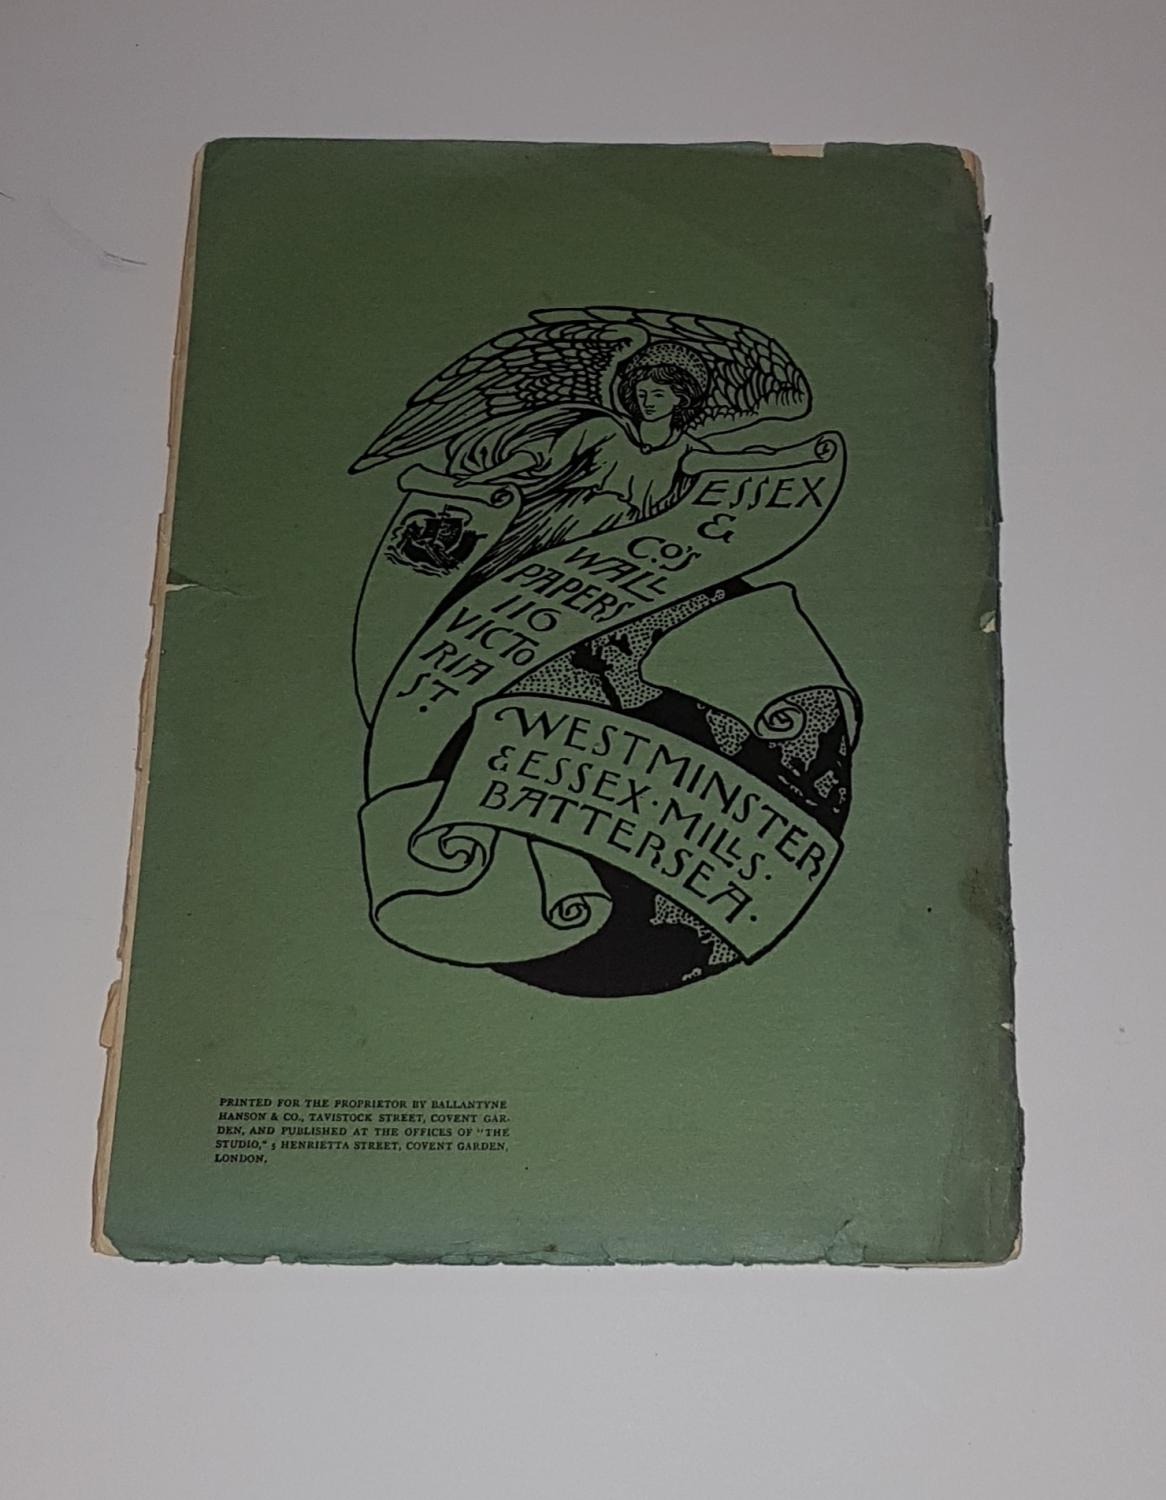 ESSEX
&
CO'S
WALL
PAPERS
116
VICTO
RIA
ST.
WESTMINSTER
& ESSEX · MILLS.
BATTERSEA.
PRINTED FOR THE PROPRIETOR BY BALLANTYNE
HANSON & CO., TAVISTOCK STREET, COVENT GAR-
DEN, AND PUBLISHED AT THE OFFICES OF "THE
STUDIO," 5 HENRIETTA STREET, COVENT GARDEN,
LONDON.